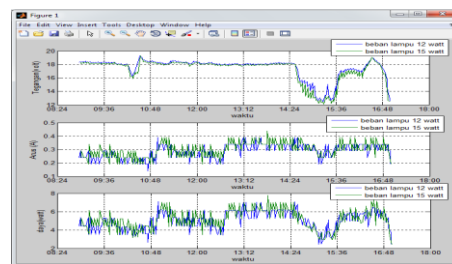 Figure 1
File Edit View Insert Tools Desktop Window Help
20
18
16
14
12
Tegangan(volt)
beban lampu 12 watt
beban lampu 15 watt
08:24 09:36 10:48 12:00 13:12 14:24 15:36 16:48 18:00
waktu
0.5
0.4
0.3
0.2
0.1
Arus (A)
beban lampu 12 watt
beban lampu 15 watt
08:24 09:36 10:48 12:00 13:12 14:24 15:36 16:48 18:00
waktu
8
6
4
2
daya(watt)
beban lampu 12 watt
beban lampu 15 watt
08:24 09:36 10:48 12:00 13:12 14:24 15:36 16:48 18:00
waktu